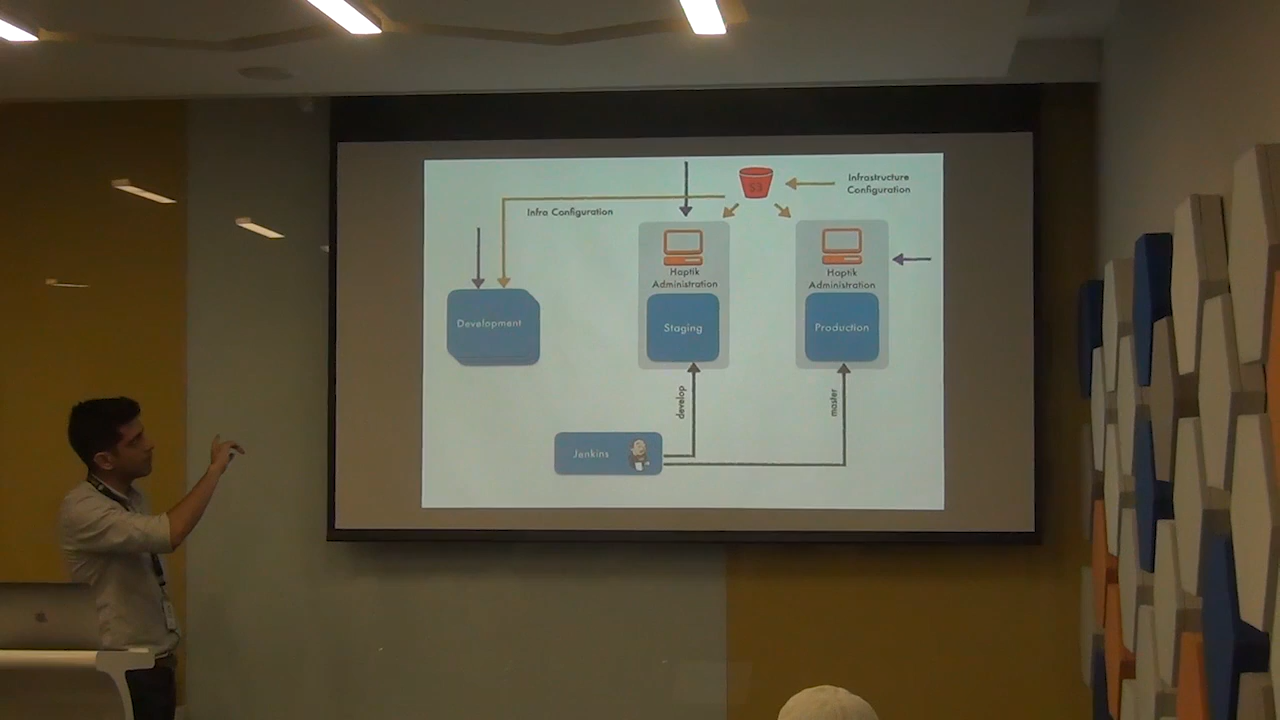 S3
Infrastructure
Configuration
Infra Configuration
Haptik
Administration
Haptik
Administration
Development
Staging
Production
develop
master
Jenkins